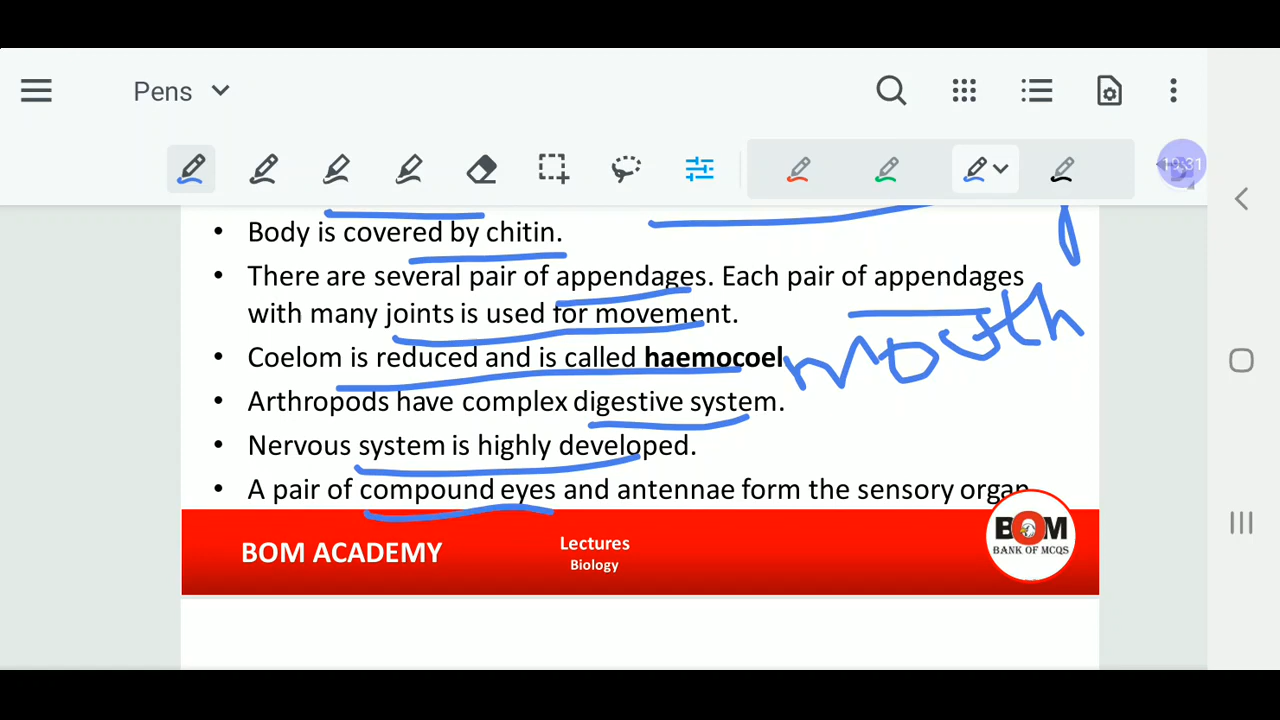 Pens
19:31
• Body is covered by chitin.
• There are several pair of appendages. Each pair of appendages
with many joints is used for movement.
mouth
• Coelom is reduced and is called haemocoel
• Arthropods have complex digestive system.
• Nervous system is highly developed.
• A pair of compound eyes and antennae form the sensory organ
BOM ACADEMY
Lectures
Biology
BOM
BANK OF MCQS